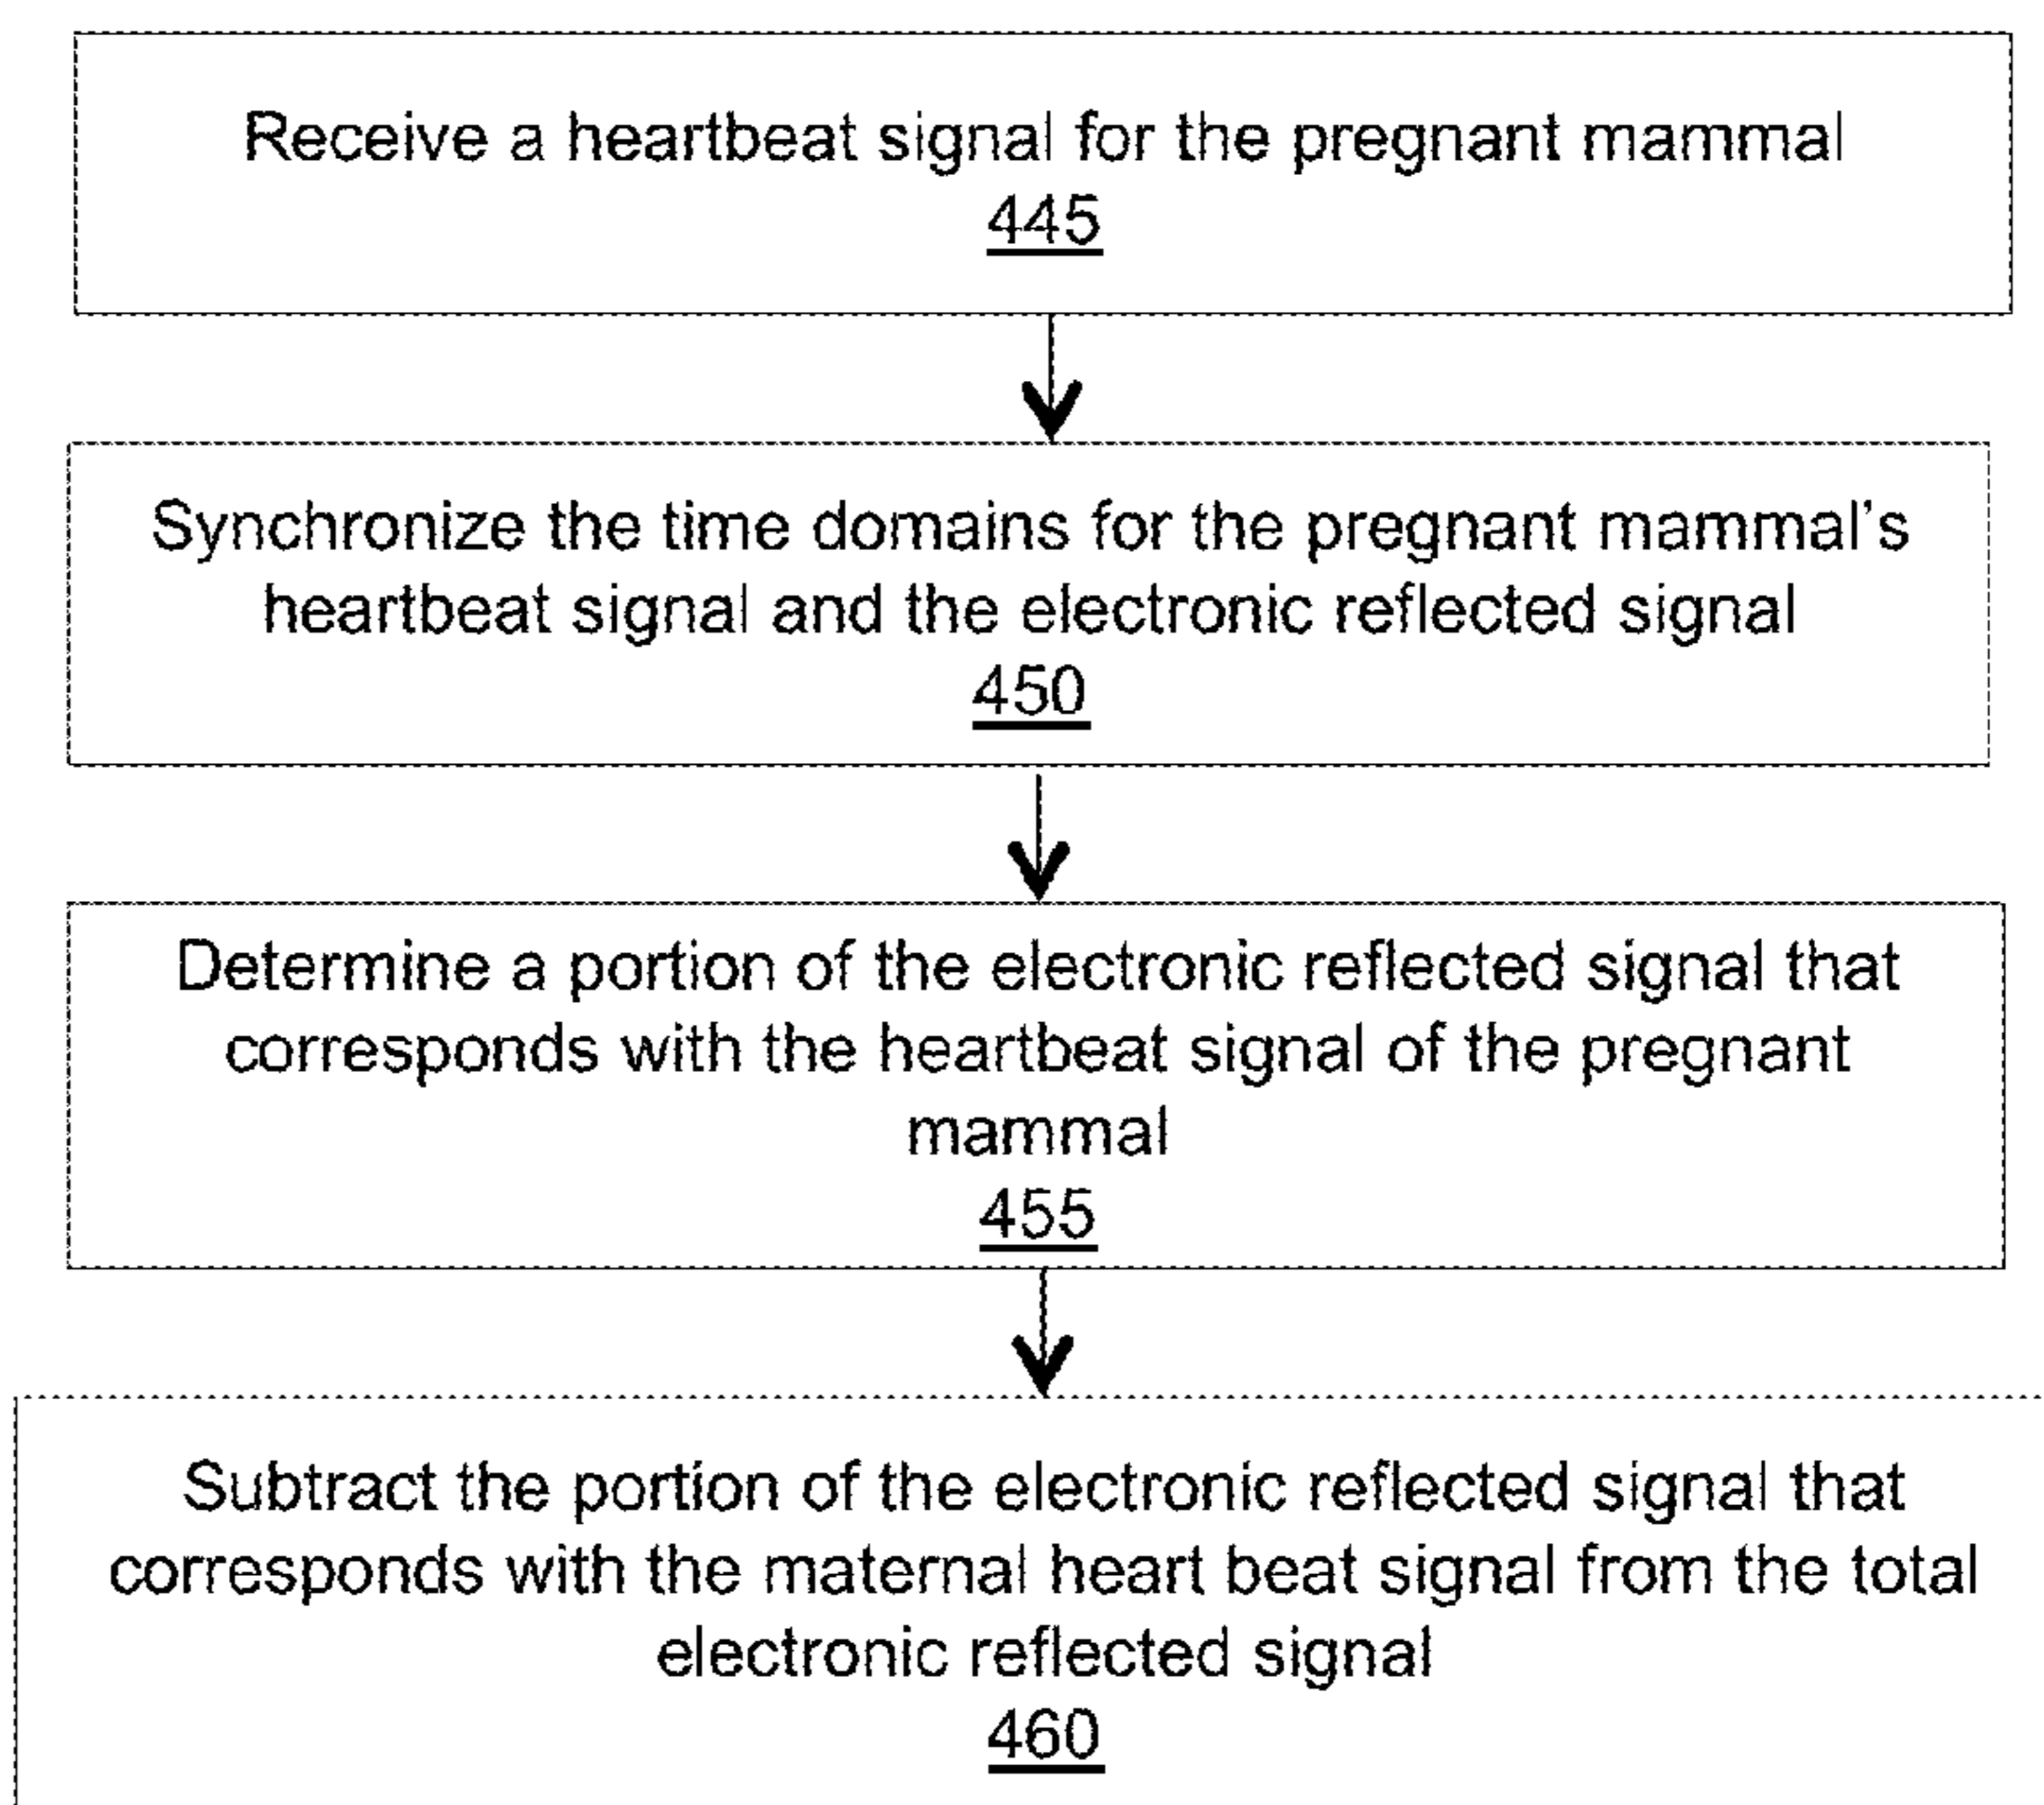 Receive a heartbeat signal for the pregnant mammal
445
Synchronize the time domains for the pregnant mammal's
heartbeat signal and the electronic reflected signal
450
Determine a portion of the electronic reflected signal that
corresponds with the heartbeat signal of the pregnant
mammal
455
Subtract the portion of the electronic reflected signal that
corresponds with the maternal heart beat signal from the total
electronic reflected signal
460